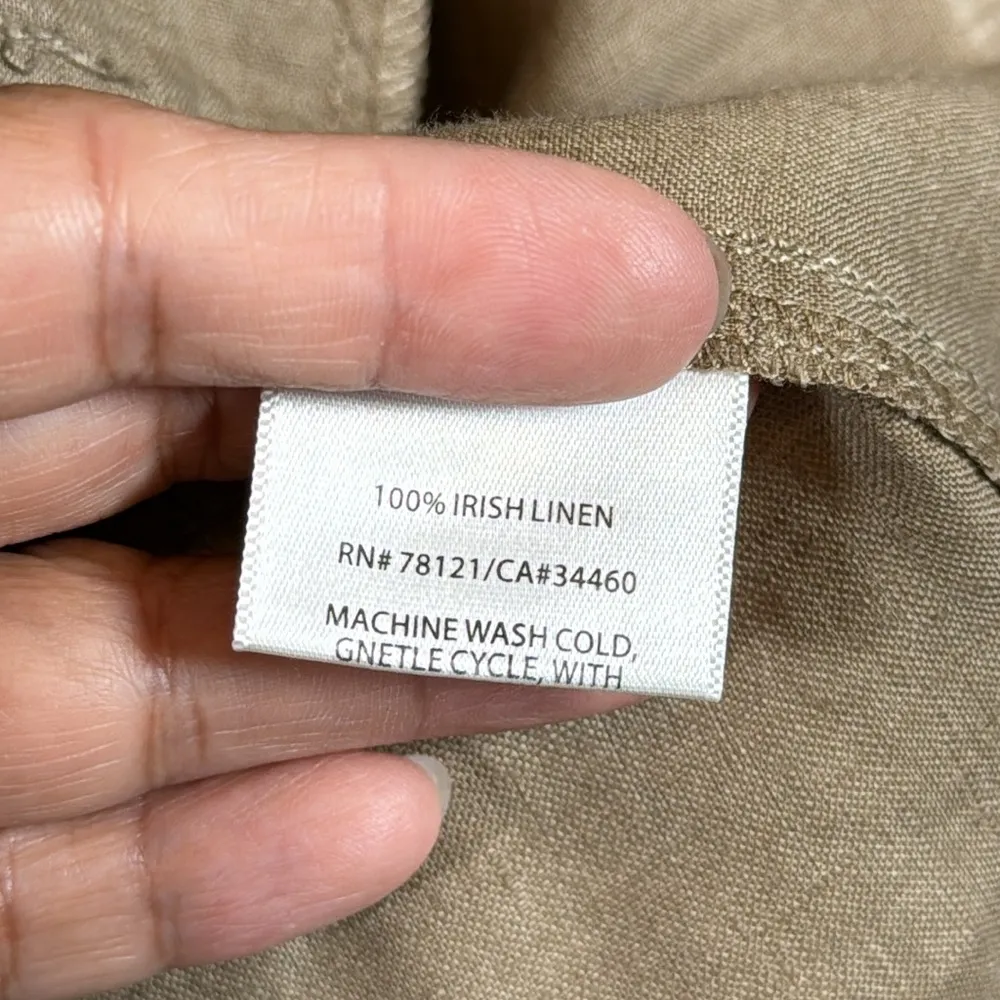 100% IRISH LINEN
RN# 78121/CA#34460
MACHINE WASH COLD,
GNETLE CYCLE, WITH